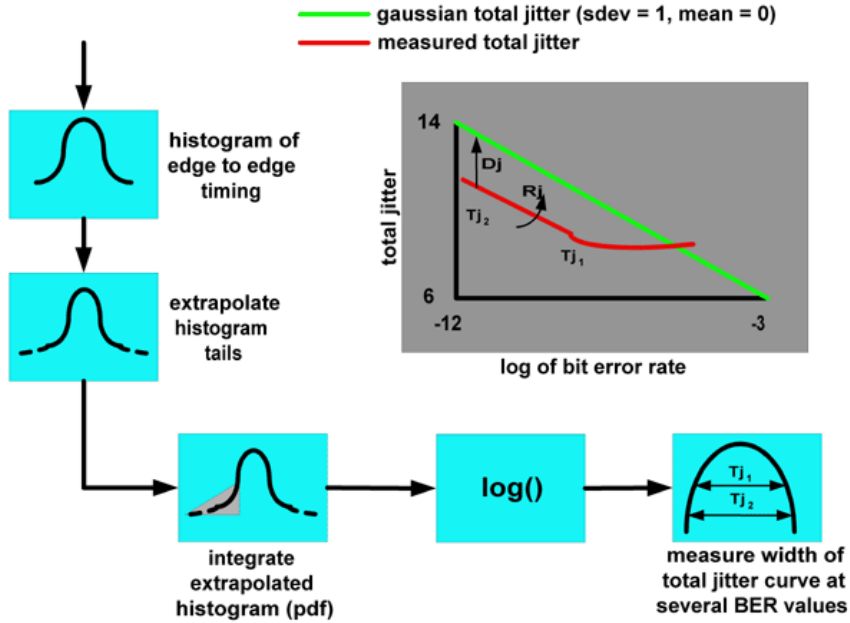 gaussian total jitter (sdev = 1, mean = 0)
measured total jitter
histogram of
edge to edge
timing
14
Dj
Rj
Tj2
Tj1
total jitter
6
-12
-3
log of bit error rate
extrapolate
histogram
tails
log()
Tj1
Tj2
integrate
extrapolated
histogram (pdf)
measure width of
total jitter curve at
several BER values